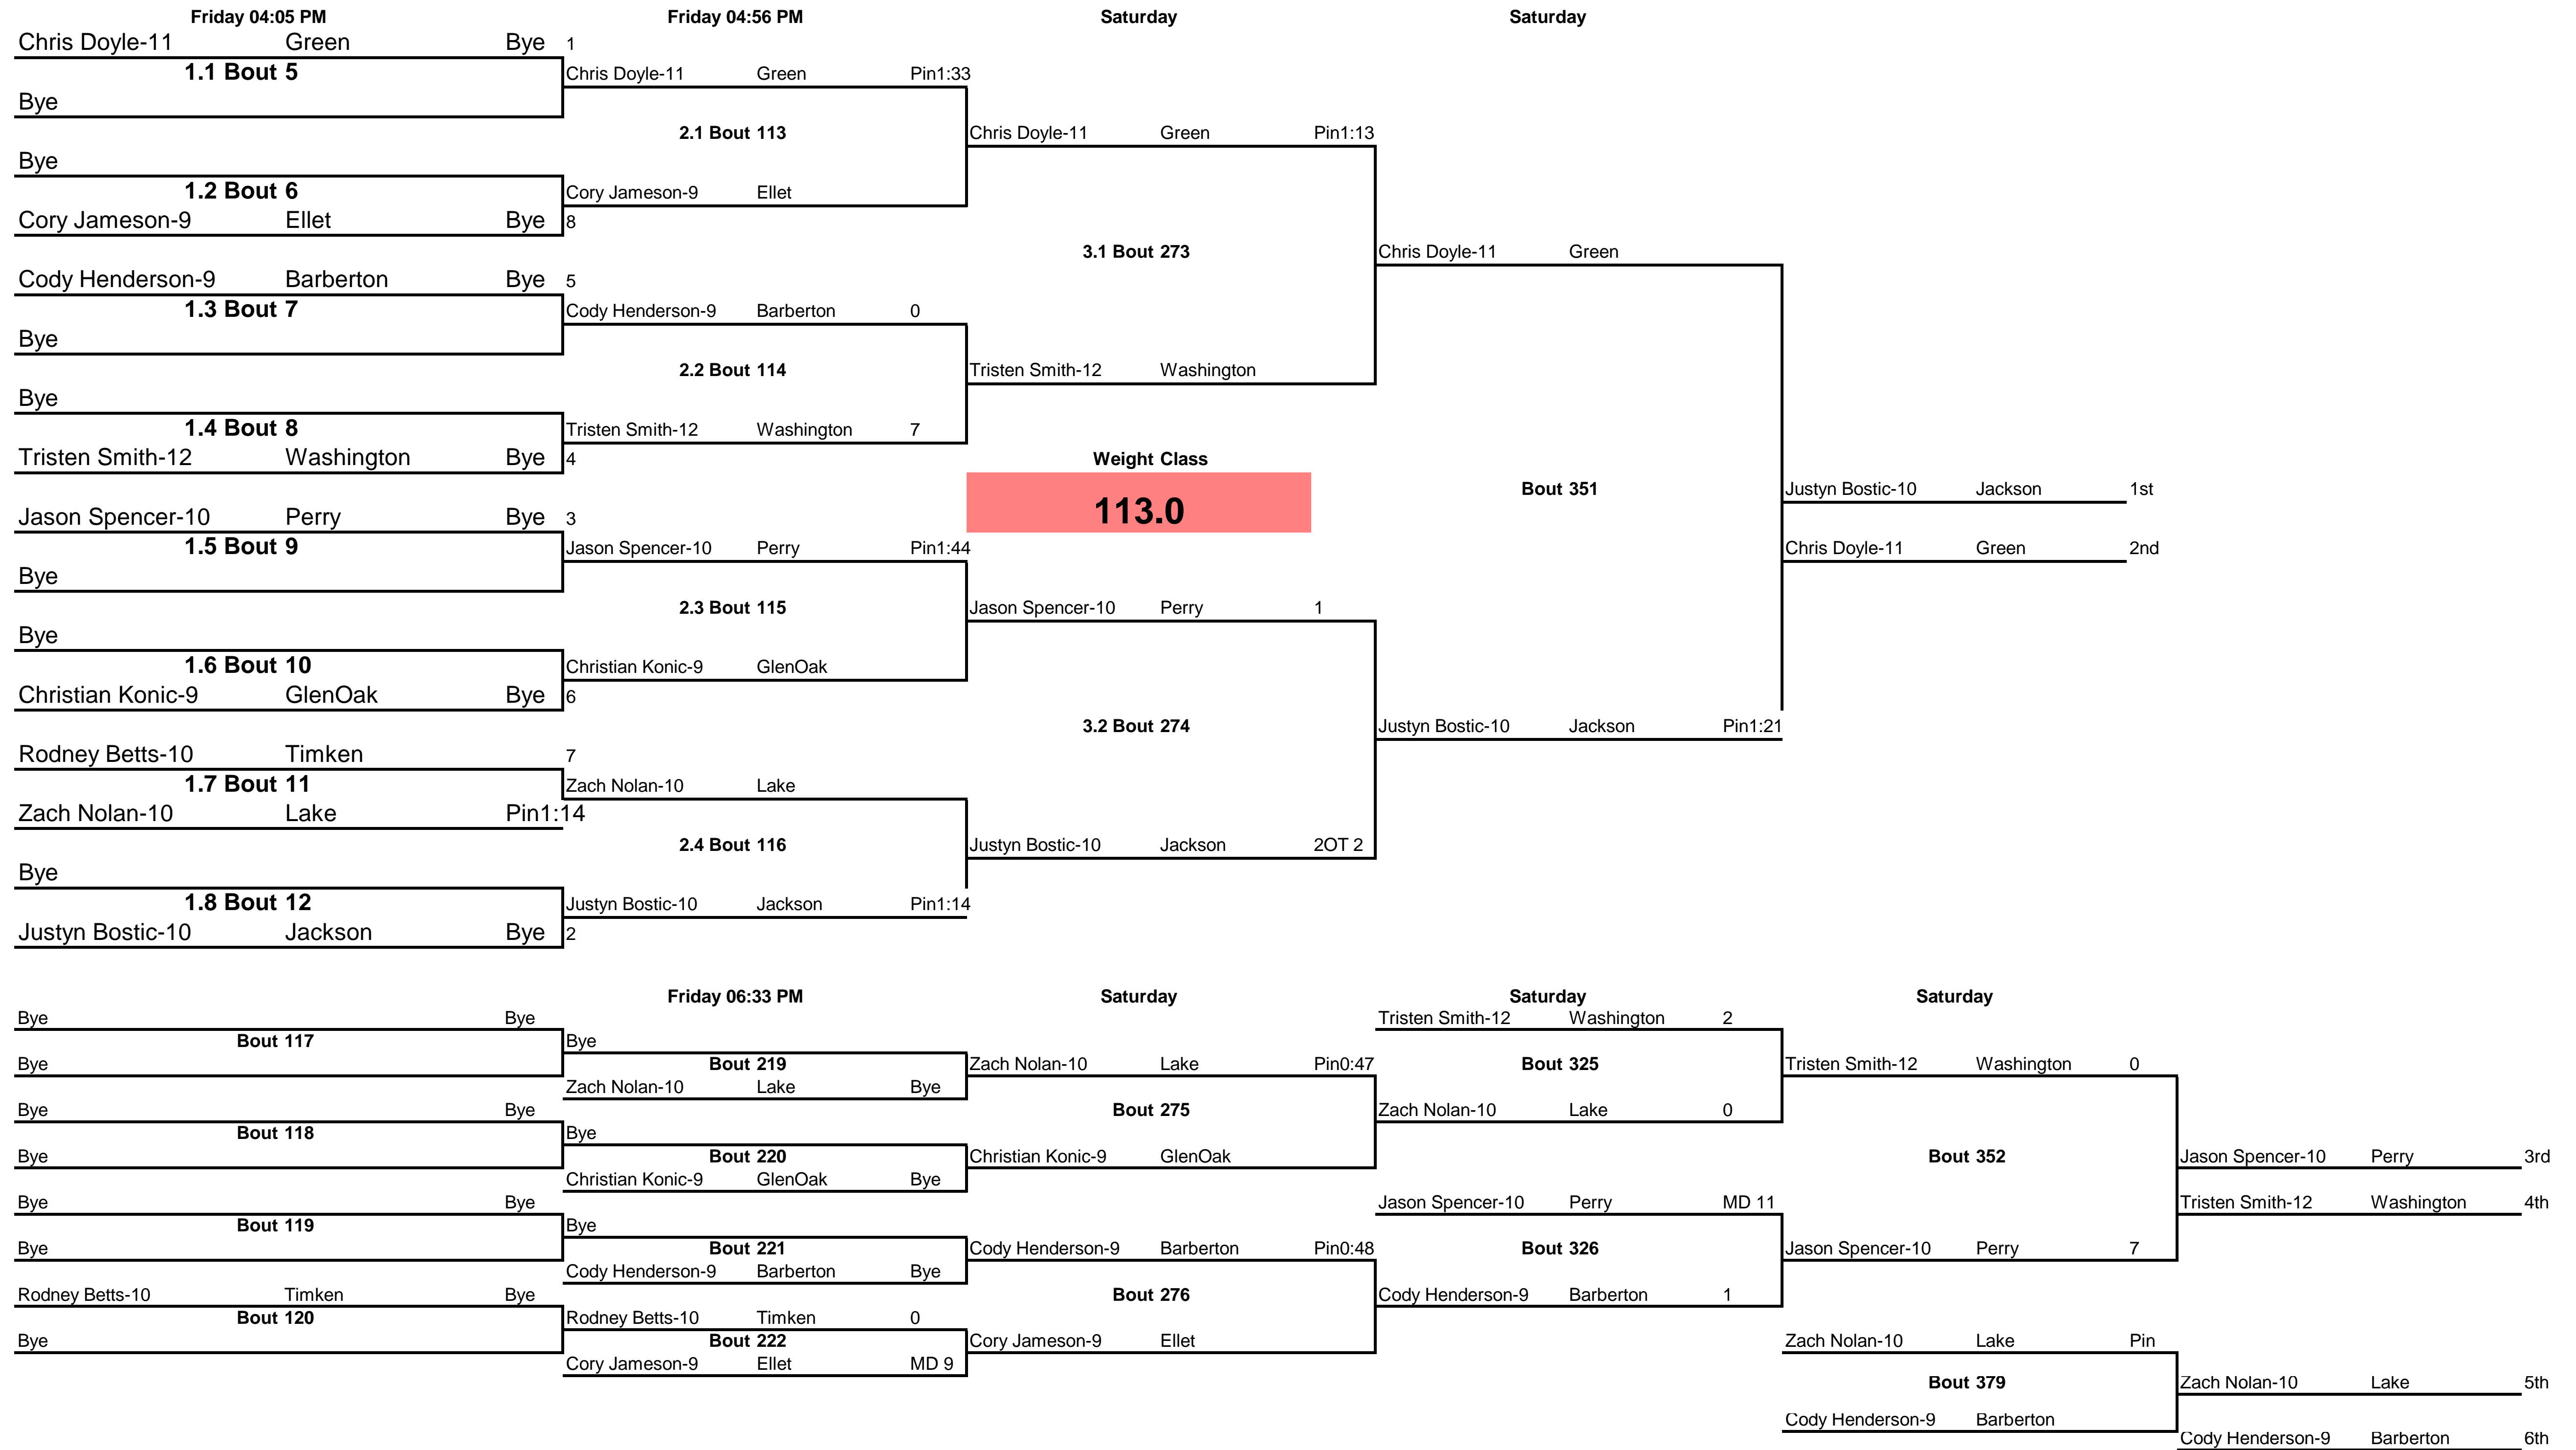 Friday 04:05 PM Friday 04:56 PM Saturday Saturday
Chris Doyle-11 Green Bye 1
1.1 Bout 5 Chris Doyle-11 Green Pin1:33
Bye
2.1 Bout 113 Chris Doyle-11 Green Pin1:13
Bye
1.2 Bout 6 Cory Jameson-9 Ellet
Cory Jameson-9 Ellet Bye 8
3.1 Bout 273 Chris Doyle-11 Green
Cody Henderson-9 Barberton Bye 5
1.3 Bout 7 Cody Henderson-9 Barberton 0
Bye
2.2 Bout 114 Tristen Smith-12 Washington
Bye
1.4 Bout 8 Tristen Smith-12 Washington 7
Tristen Smith-12 Washington Bye 4 Weight Class
Bout 351 Justyn Bostic-10 Jackson 1st
Jason Spencer-10 Perry Bye 3 113.0
1.5 Bout 9 Jason Spencer-10 Perry Pin1:44 Chris Doyle-11 Green 2nd
Bye
2.3 Bout 115 Jason Spencer-10 Perry 1
Bye
1.6 Bout 10 Christian Konic-9 GlenOak
Christian Konic-9 GlenOak Bye 6
3.2 Bout 274 Justyn Bostic-10 Jackson Pin1:21
Rodney Betts-10 Timken 7
1.7 Bout 11 Zach Nolan-10 Lake
Zach Nolan-10 Lake Pin1:14
2.4 Bout 116 Justyn Bostic-10 Jackson 2OT 2
Bye
1.8 Bout 12 Justyn Bostic-10 Jackson Pin1:14
Justyn Bostic-10 Jackson Bye 2
Friday 06:33 PM Saturday Saturday Saturday
Bye Bye Tristen Smith-12 Washington 2
Bout 117 Bye
Bye Bout 219 Zach Nolan-10 Lake Pin0:47 Bout 325 Tristen Smith-12 Washington 0
Zach Nolan-10 Lake Bye
Bye Bye Bout 275 Zach Nolan-10 Lake 0
Bout 118 Bye
Bye Bout 220 Christian Konic-9 GlenOak Bout 352 Jason Spencer-10 Perry 3rd
Christian Konic-9 GlenOak Bye
Bye Bye Jason Spencer-10 Perry MD 11 Tristen Smith-12 Washington 4th
Bout 119 Bye
Bye Bout 221 Cody Henderson-9 Barberton Pin0:48 Bout 326 Jason Spencer-10 Perry 7
Cody Henderson-9 Barberton Bye
Rodney Betts-10 Timken Bye Bout 276 Cody Henderson-9 Barberton 1
Bout 120 Rodney Betts-10 Timken 0
Bye Bout 222 Cory Jameson-9 Ellet Zach Nolan-10 Lake Pin
Cory Jameson-9 Ellet MD 9
Bout 379 Zach Nolan-10 Lake 5th
Cody Henderson-9 Barberton
Cody Henderson-9 Barberton 6th